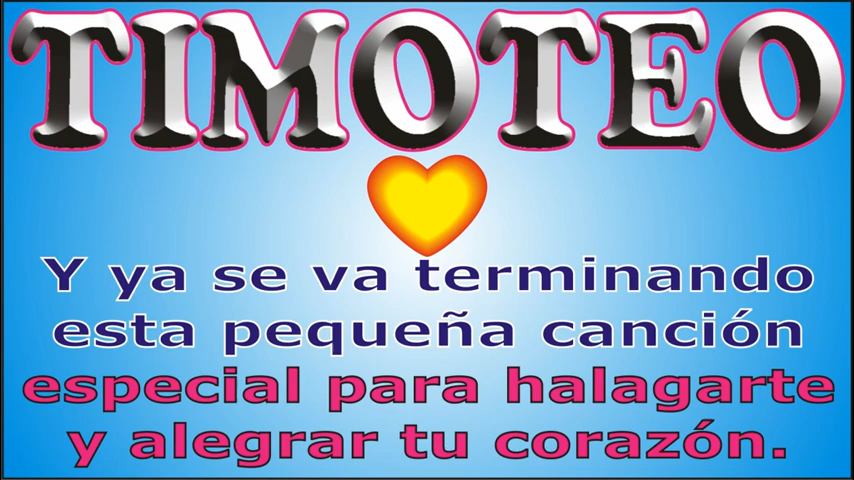 TIMOTEO
Y ya se va terminando
esta pequeña canción
especial para halagarte
y alegrar tu corazón.